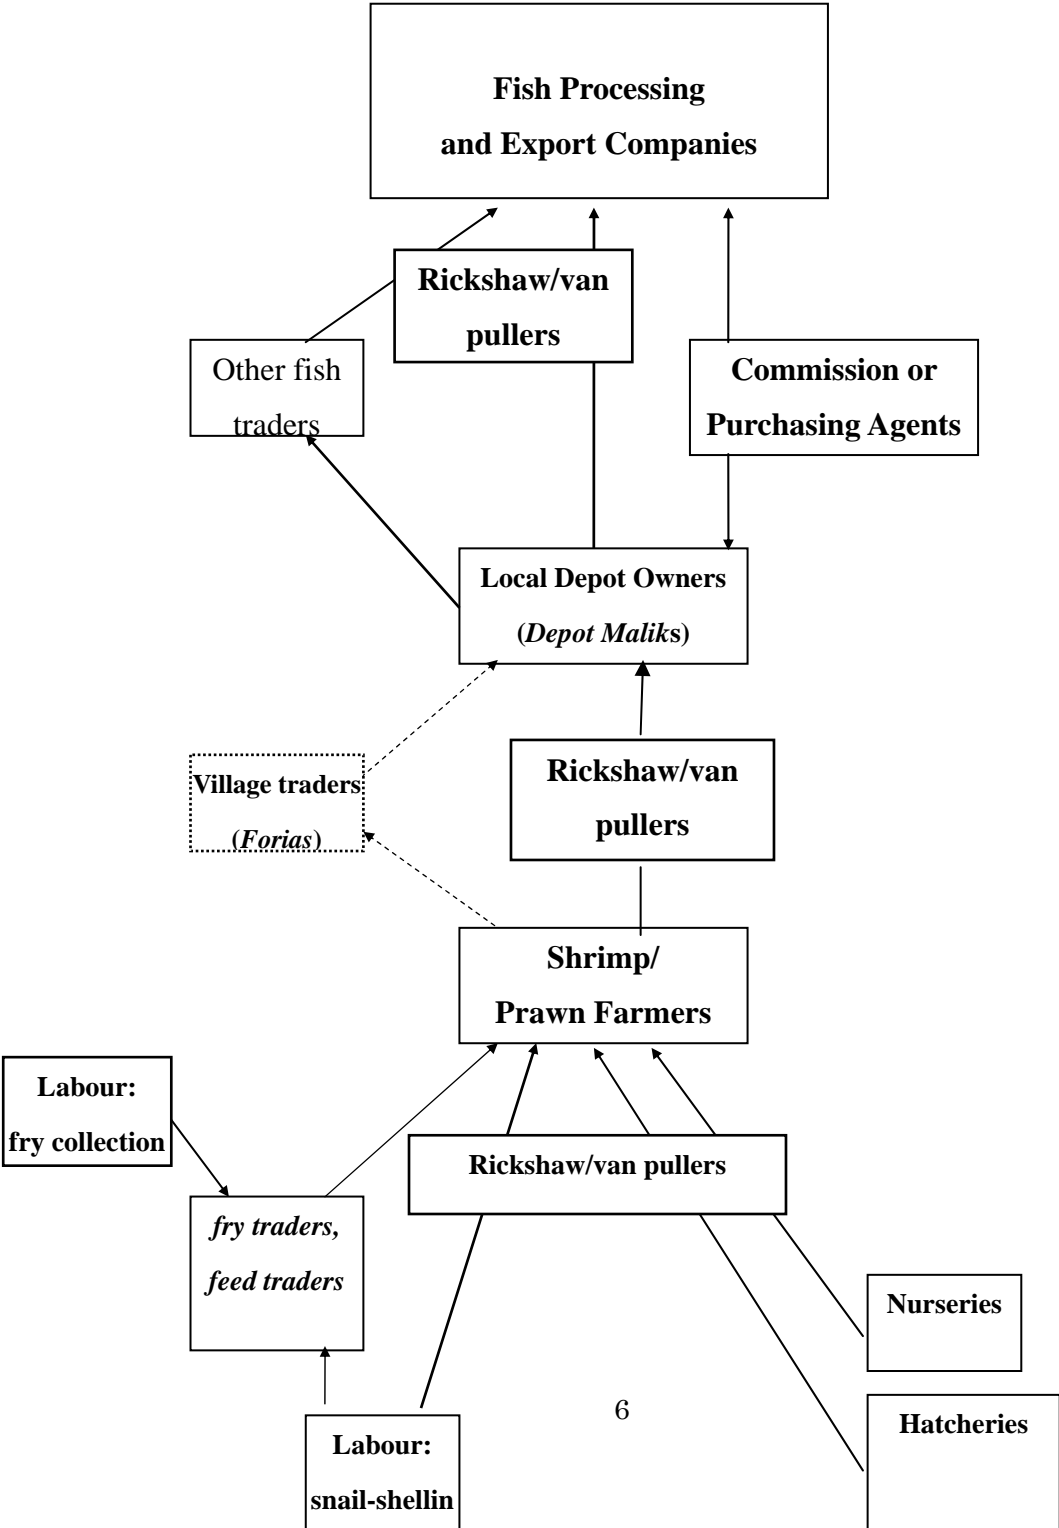 Fish Processing
and Export Companies
Rickshaw/van
pullers
Other fish
traders
Commission or
Purchasing Agents
Local Depot Owners
(Depot Maliks)
Village traders
(Forias)
Rickshaw/van
pullers
Shrimp/
Prawn Farmers
Labour:
fry collection
Rickshaw/van pullers
fry traders,
feed traders
Nurseries
Hatcheries
Labour:
snail-shellin
6